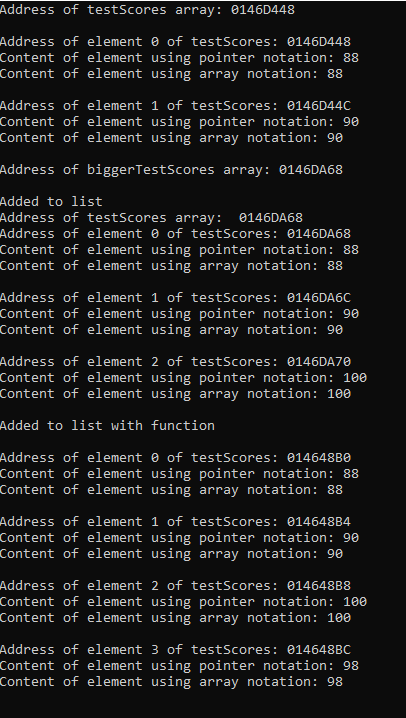 Address of testScores array: 0146D448
Address of element 0 of testScores: 0146D448
Content of element using pointer notation: 88
Content of element using array notation: 88
Address of element 1 of testScores: 0146D44C
Content of element using pointer notation: 90
Content of element using array notation: 90
Address of biggerTestScores array: 0146DA68
Added to list
Address of testScores array:  0146DA68
Address of element 0 of testScores: 0146DA68
Content of element using pointer notation: 88
Content of element using array notation: 88
Address of element 1 of testScores: 0146DA6C
Content of element using pointer notation: 90
Content of element using array notation: 90
Address of element 2 of testScores: 0146DA70
Content of element using pointer notation: 100
Content of element using array notation: 100
Added to list with function
Address of element 0 of testScores: 014648B0
Content of element using pointer notation: 88
Content of element using array notation: 88
Address of element 1 of testScores: 014648B4
Content of element using pointer notation: 90
Content of element using array notation: 90
Address of element 2 of testScores: 014648B8
Content of element using pointer notation: 100
Content of element using array notation: 100
Address of element 3 of testScores: 014648BC
Content of element using pointer notation: 98
Content of element using array notation: 98